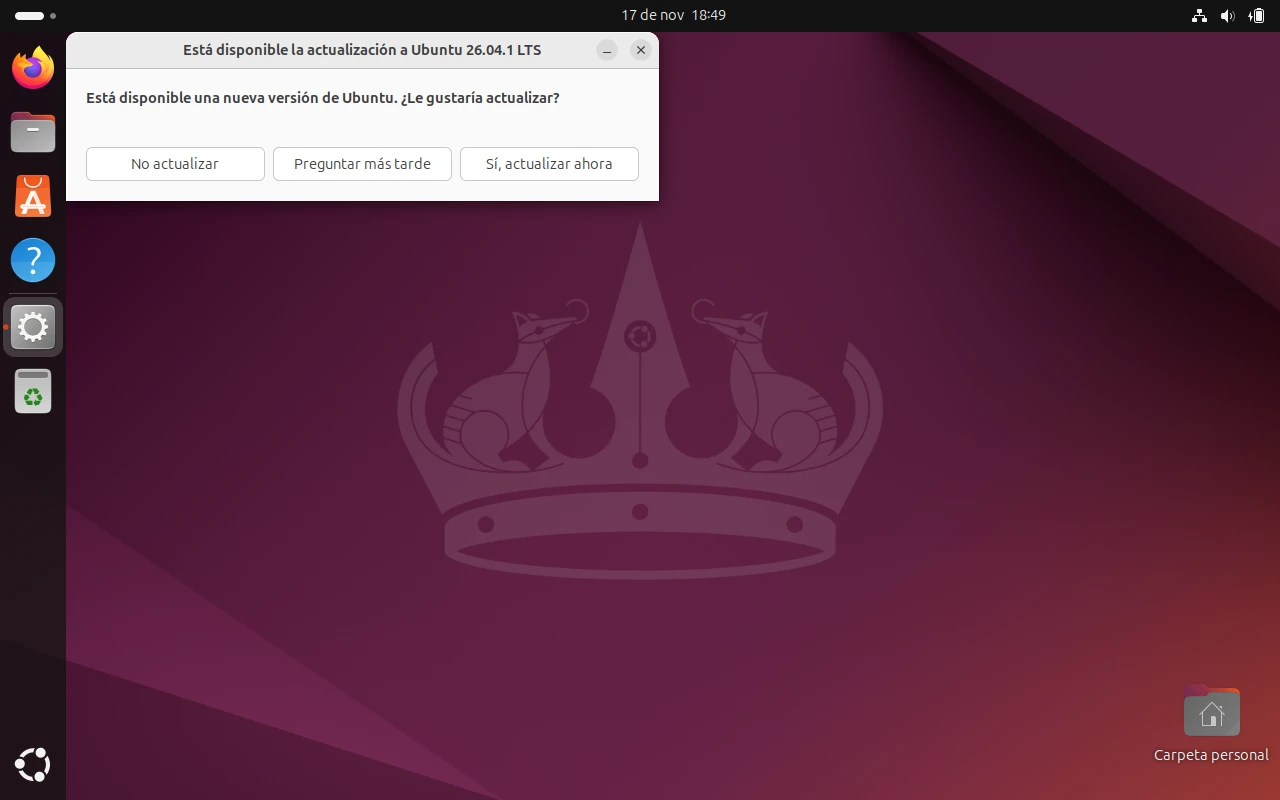 17 de nov 18:49
Está disponible la actualización a Ubuntu 26.04.1 LTS
Está disponible una nueva versión de Ubuntu. ¿Le gustaría actualizar?
No actualizar
Preguntar más tarde
Sí, actualizar ahora
Carpeta personal